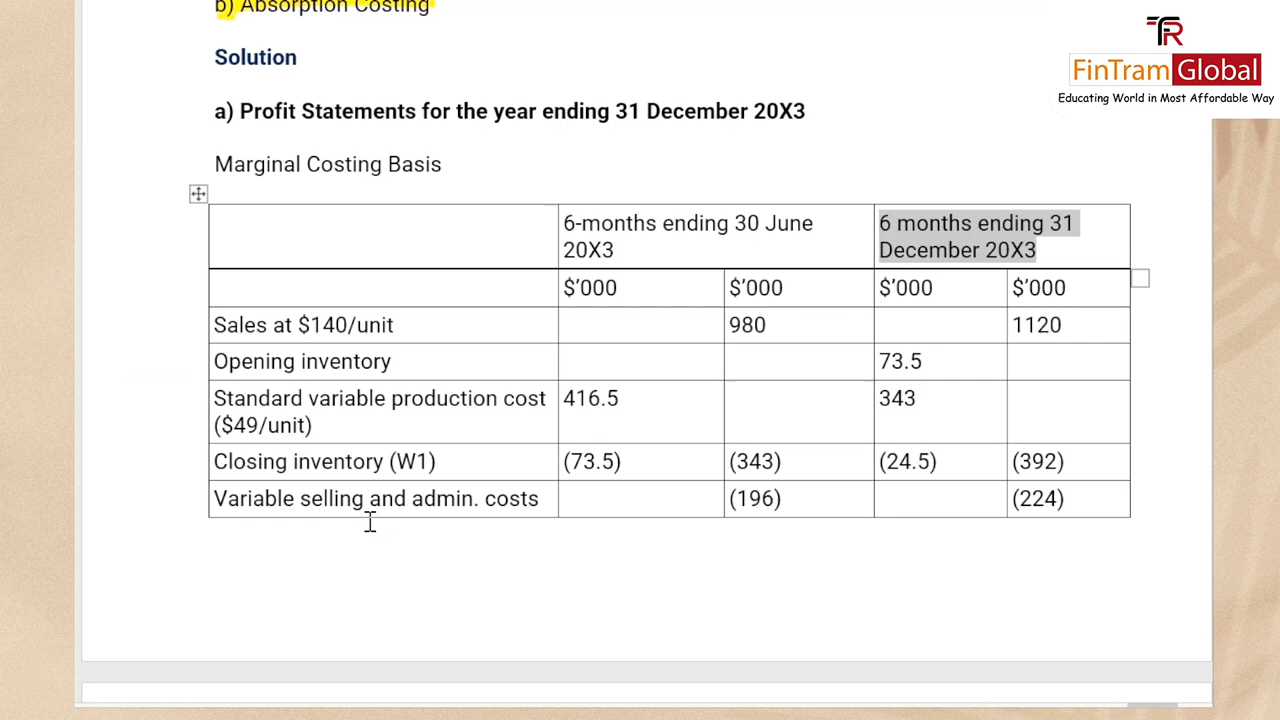 b) Absorption Costing
TR
FinTram Global
Educating World in Most Affordable Way
Solution
a) Profit Statements for the year ending 31 December 20X3
Marginal Costing Basis
6-months ending 30 June 20X3 6 months ending 31 December 20X3
$’000 $’000 $’000 $’000
Sales at $140/unit 980 1120
Opening inventory 73.5
Standard variable production cost ($49/unit) 416.5 343
Closing inventory (W1) (73.5) (343) (24.5) (392)
Variable selling and admin. costs (196) (224)